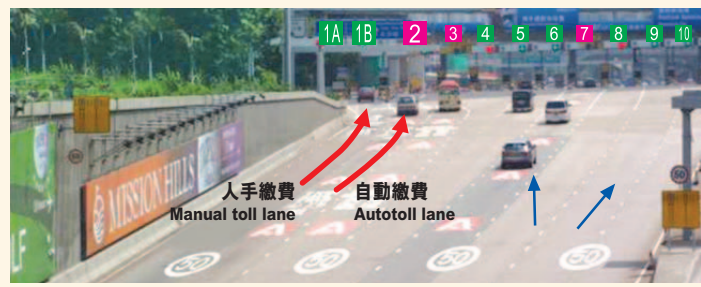 1A 1B 2 3 4 5 6 7 8 9 10
MISSION HILLS
LF
人手繳費
Manual toll lane
自動繳費
Autotoll lane
50
50 50 50 50